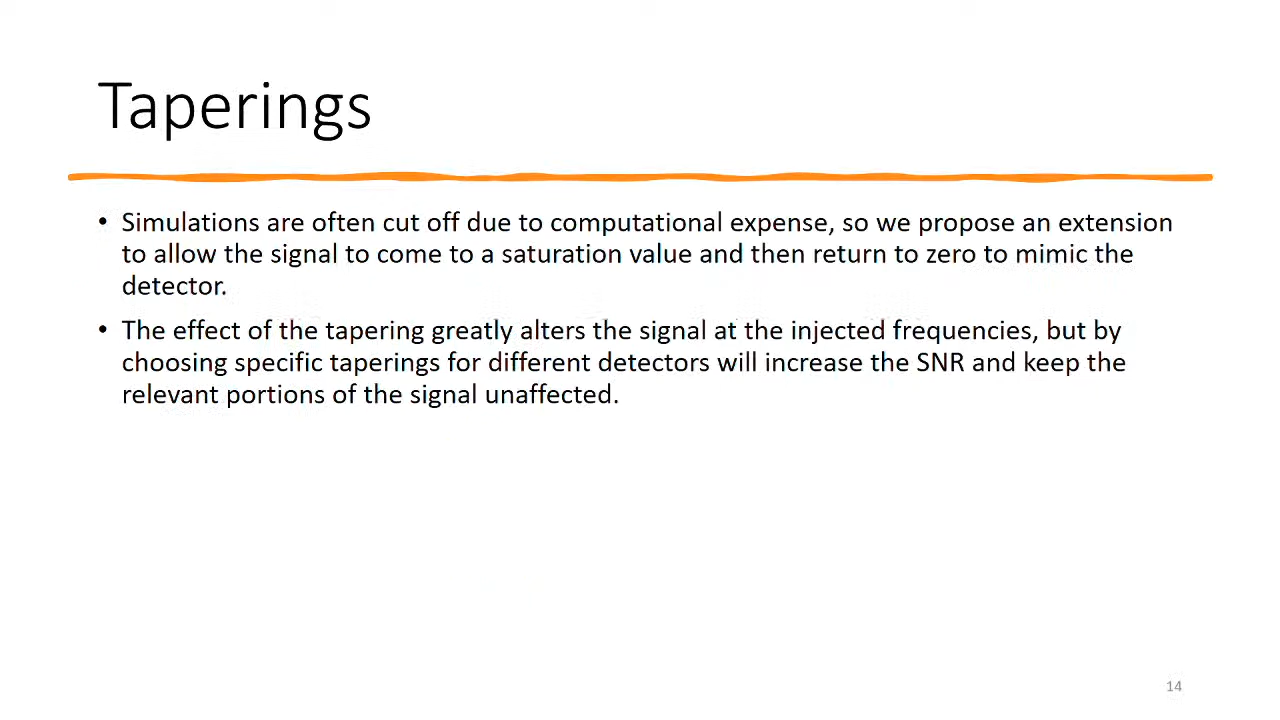 Taperings
• Simulations are often cut off due to computational expense, so we propose an extension
to allow the signal to come to a saturation value and then return to zero to mimic the
detector.
• The effect of the tapering greatly alters the signal at the injected frequencies, but by
choosing specific taperings for different detectors will increase the SNR and keep the
relevant portions of the signal unaffected.
14